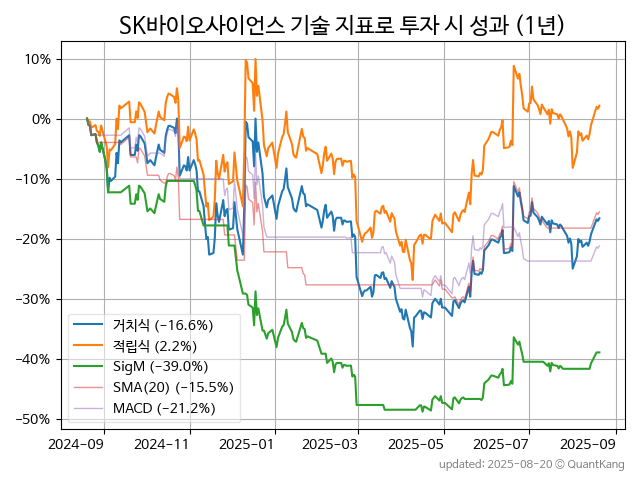 SK바이오사이언스 기술 지표로 투자 시 성과 (1년)
10%
0%
−10%
−20%
−30%
−40%
−50%
거치식 (−16.6%)
적립식 (2.2%)
SigM (−39.0%)
SMA(20) (−15.5%)
MACD (−21.2%)
2024-09
2024-11
2025-01
2025-03
2025-05
2025-07
2025-09
updated: 2025-08-20 © QuantKang